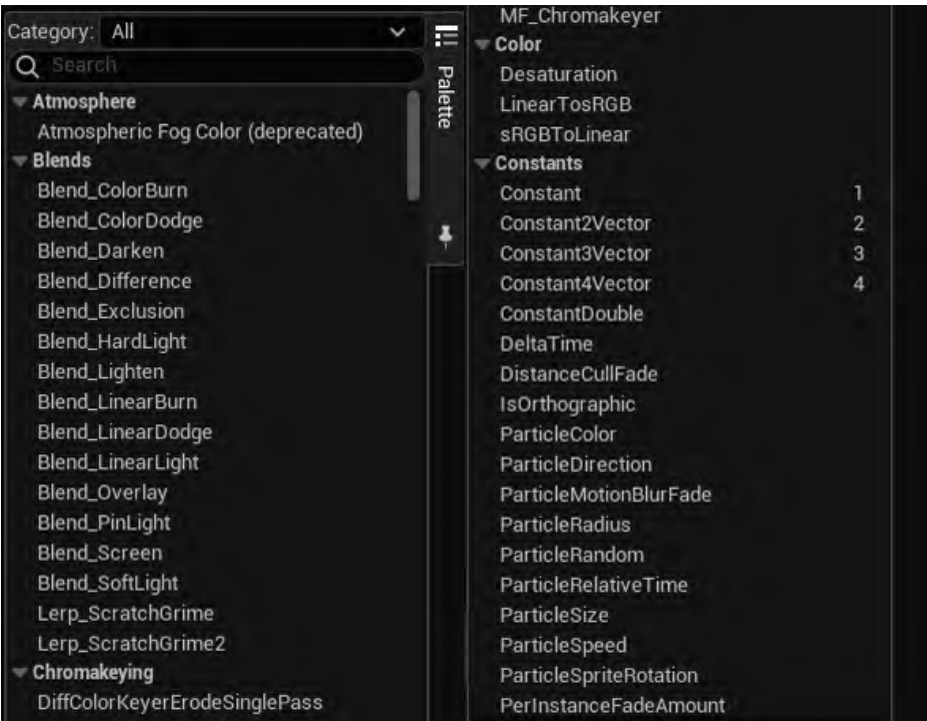 Category: All
Search
Palette
Atmosphere
Atmospheric Fog Color (deprecated)
Blends
Blend_ColorBurn
Blend_ColorDodge
Blend_Darken
Blend_Difference
Blend_Exclusion
Blend_HardLight
Blend_Lighten
Blend_LinearBurn
Blend_LinearDodge
Blend_LinearLight
Blend_Overlay
Blend_PinLight
Blend_Screen
Blend_SoftLight
Lerp_ScratchGrime
Lerp_ScratchGrime2
Chromakeying
DiffColorKeyerErodeSinglePass
MF_Chromakeyer
Color
Desaturation
LinearTosRGB
sRGBToLinear
Constants
Constant 1
Constant2Vector 2
Constant3Vector 3
Constant4Vector 4
ConstantDouble
DeltaTime
DistanceCullFade
IsOrthographic
ParticleColor
ParticleDirection
ParticleMotionBlurFade
ParticleRadius
ParticleRandom
ParticleRelativeTime
ParticleSize
ParticleSpeed
ParticleSpriteRotation
PerInstanceFadeAmount